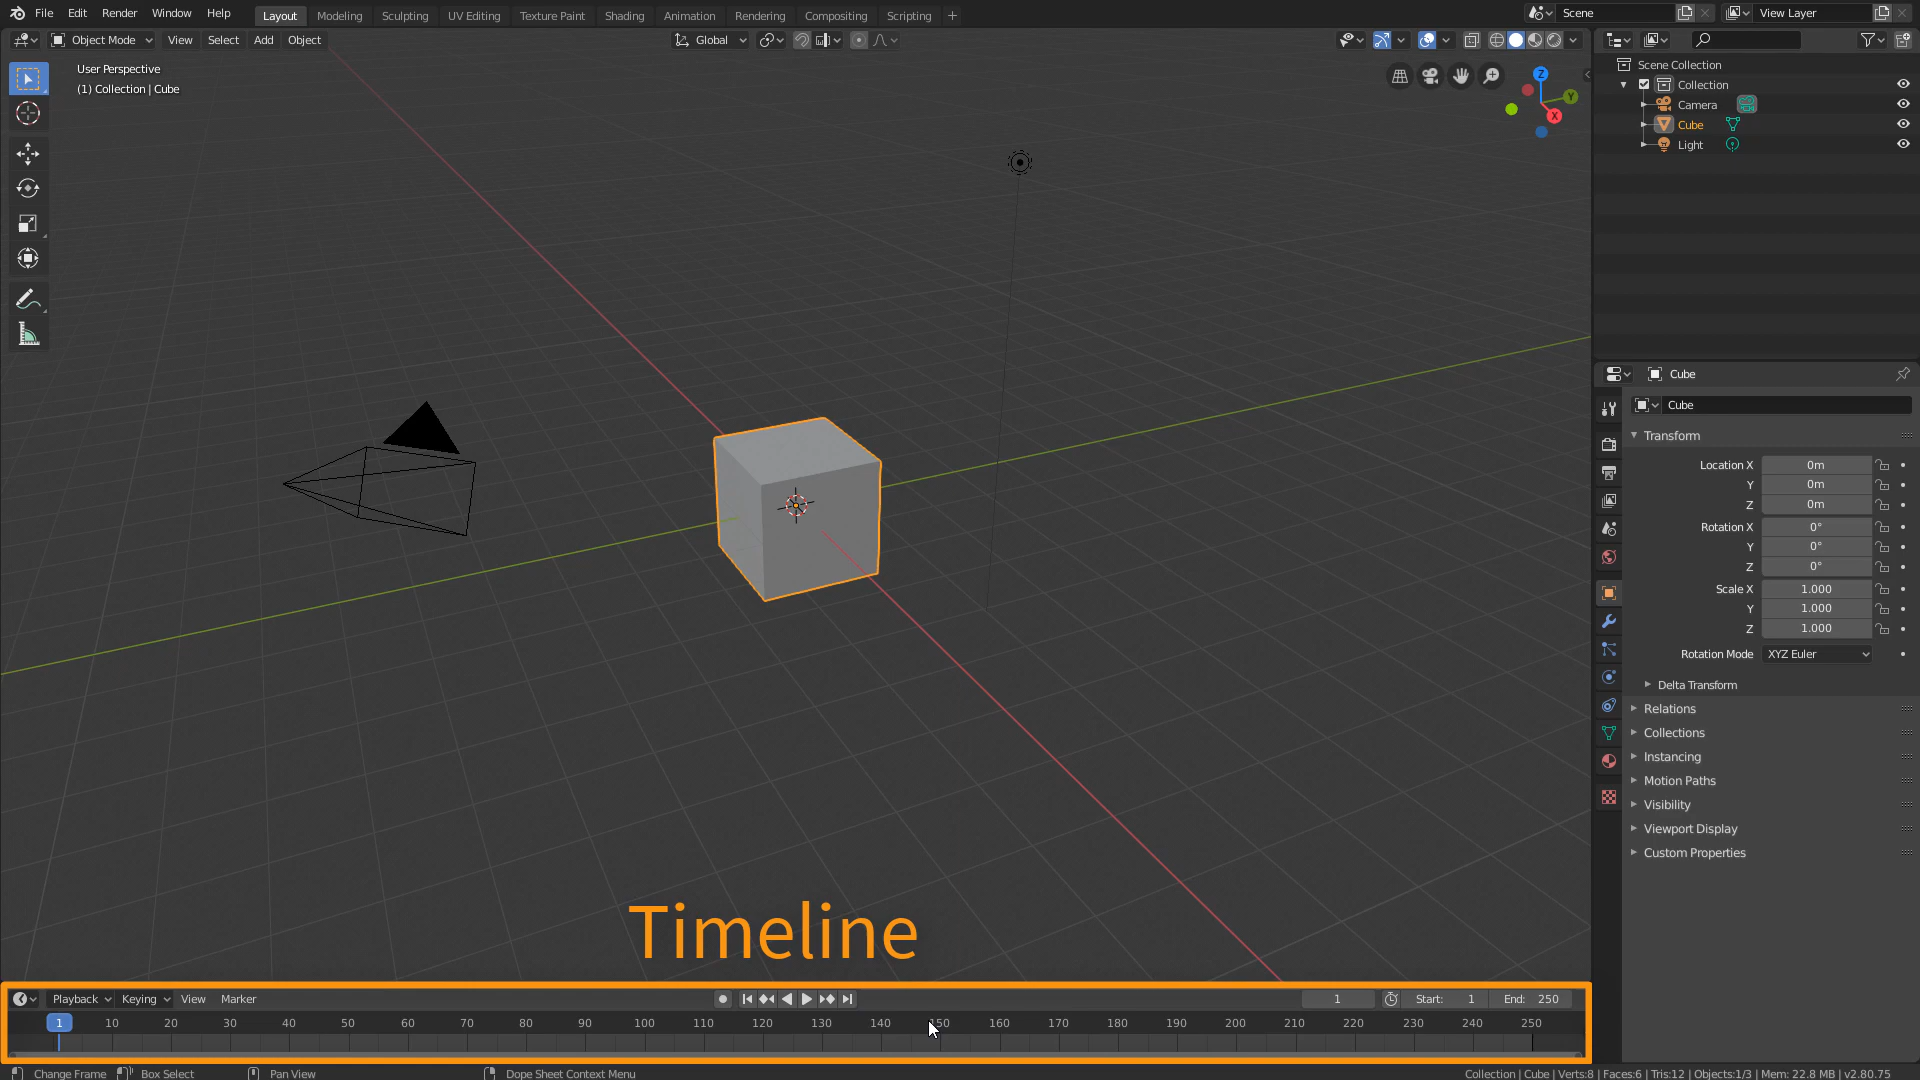 File Edit Render Window Help Layout Modeling Sculpting UV Editing Texture Paint Shading Animation Rendering Compositing Scripting + Scene View Layer
Object Mode View Select Add Object Global
User Perspective
(1) Collection | Cube
Z
Y
X
Scene Collection
Collection
Camera
Cube
Light
Cube
Cube
Transform
Location X 0m
Y 0m
Z 0m
Rotation X 0°
Y 0°
Z 0°
Scale X 1.000
Y 1.000
Z 1.000
Rotation Mode XYZ Euler
Delta Transform
Relations
Collections
Instancing
Motion Paths
Visibility
Viewport Display
Custom Properties
Timeline
Playback Keying View Marker 1 Start: 1 End: 250
1 10 20 30 40 50 60 70 80 90 100 110 120 130 140 150 160 170 180 190 200 210 220 230 240 250
Change Frame Box Select Pan View Dope Sheet Context Menu Collection | Cube | Verts:8 | Faces:6 | Tris:12 | Objects:1/3 | Mem: 22.8 MB | v2.80.75